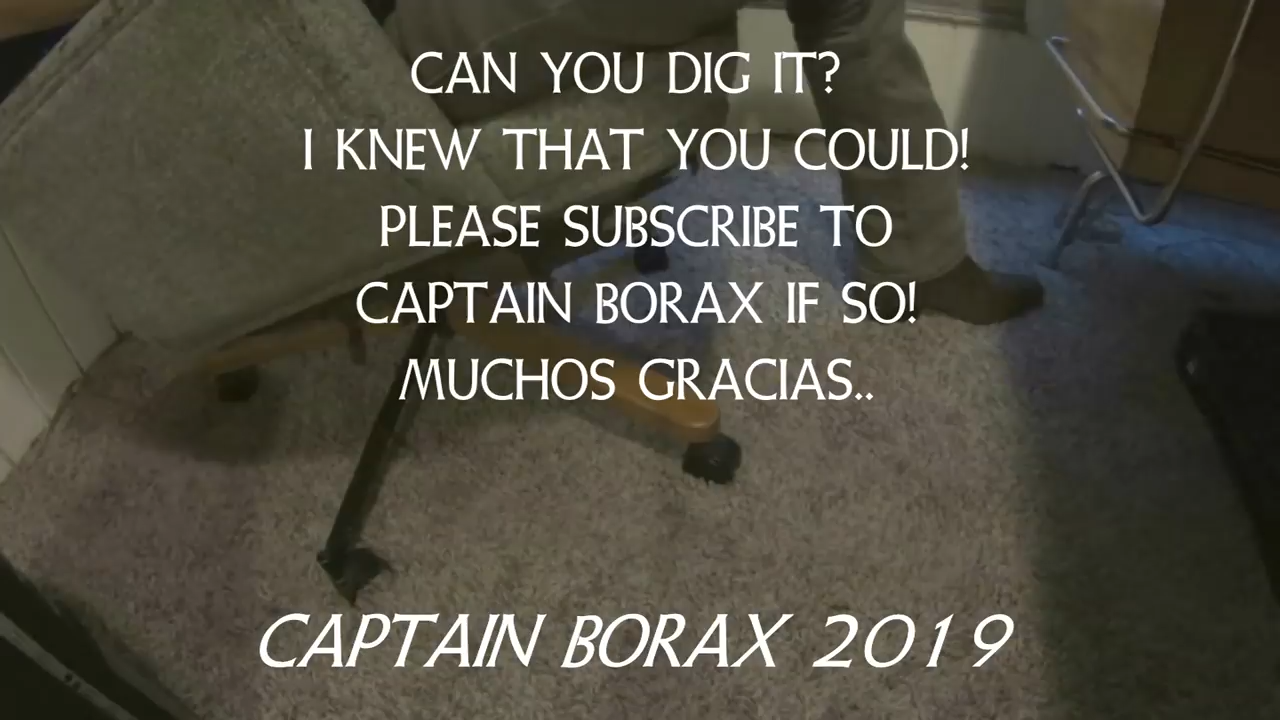 CAN YOU DIG IT?
I KNEW THAT YOU COULD!
PLEASE SUBSCRIBE TO
CAPTAIN BORAX IF SO!
MUCHOS GRACIAS..
CAPTAIN BORAX 2019